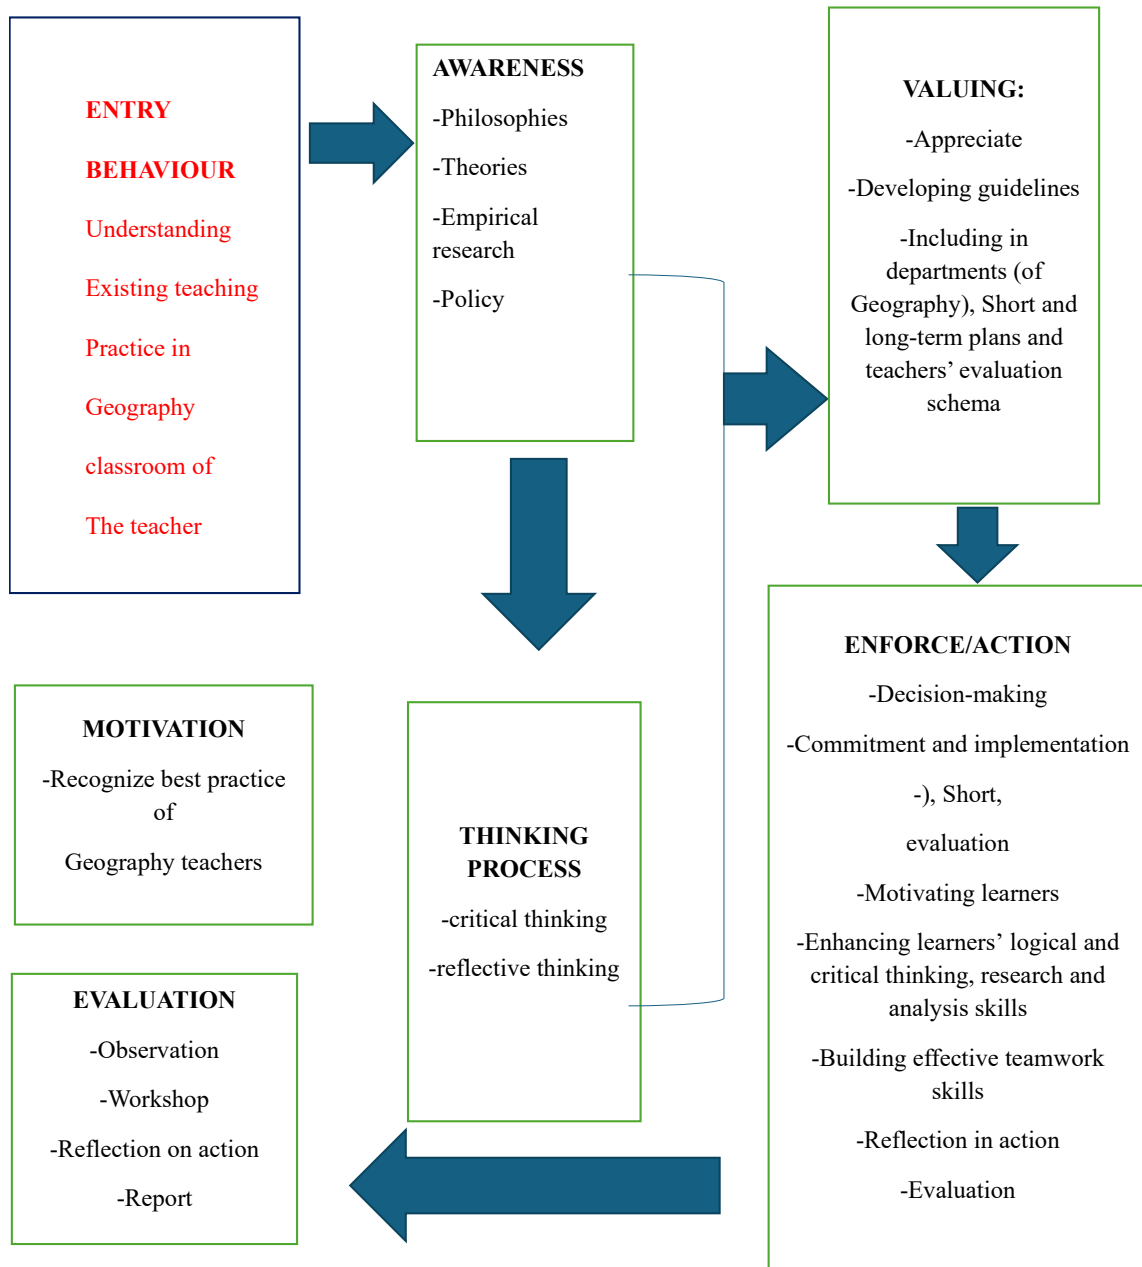 ENTRY
BEHAVIOUR
Understanding
Existing teaching
Practice in
Geography
classroom of
The teacher
AWARENESS
-Philosophies
-Theories
-Empirical
research
-Policy
VALUING:
-Appreciate
-Developing guidelines
-Including in
departments (of
Geography), Short and
long-term plans and
teachers’ evaluation
schema
MOTIVATION
-Recognize best practice
of
Geography teachers
THINKING
PROCESS
-critical thinking
-reflective thinking
ENFORCE/ACTION
-Decision-making
-Commitment and implementation
-), Short,
evaluation
-Motivating learners
-Enhancing learners’ logical and
critical thinking, research and
analysis skills
-Building effective teamwork
skills
-Reflection in action
-Evaluation
EVALUATION
-Observation
-Workshop
-Reflection on action
-Report